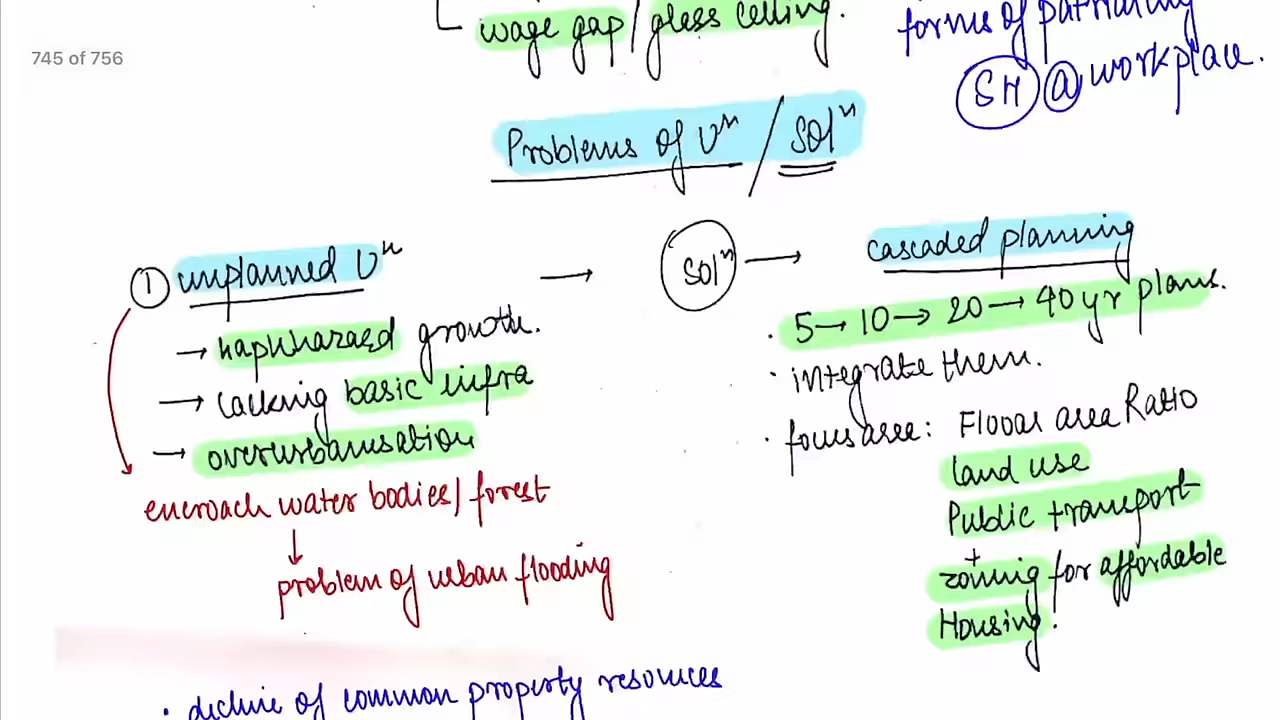 wage gap / glass ceiling.
forms of patriarchy
SH @ workplace.
745 of 756
Problems of Uⁿ / Solⁿ
① unplanned Uⁿ → Solⁿ → cascaded planning
→ haphhazard growth.
→ lacking basic infra
→ overurbanisation
encroach water bodies / forest
↓
problem of urban flooding
· 5 → 10 → 20 → 40 yr plans.
· integrate them.
· focus area: Flooar area Ratio
land use
Public transport
+
zoning for affordable
Housing.
· decline of common property resources